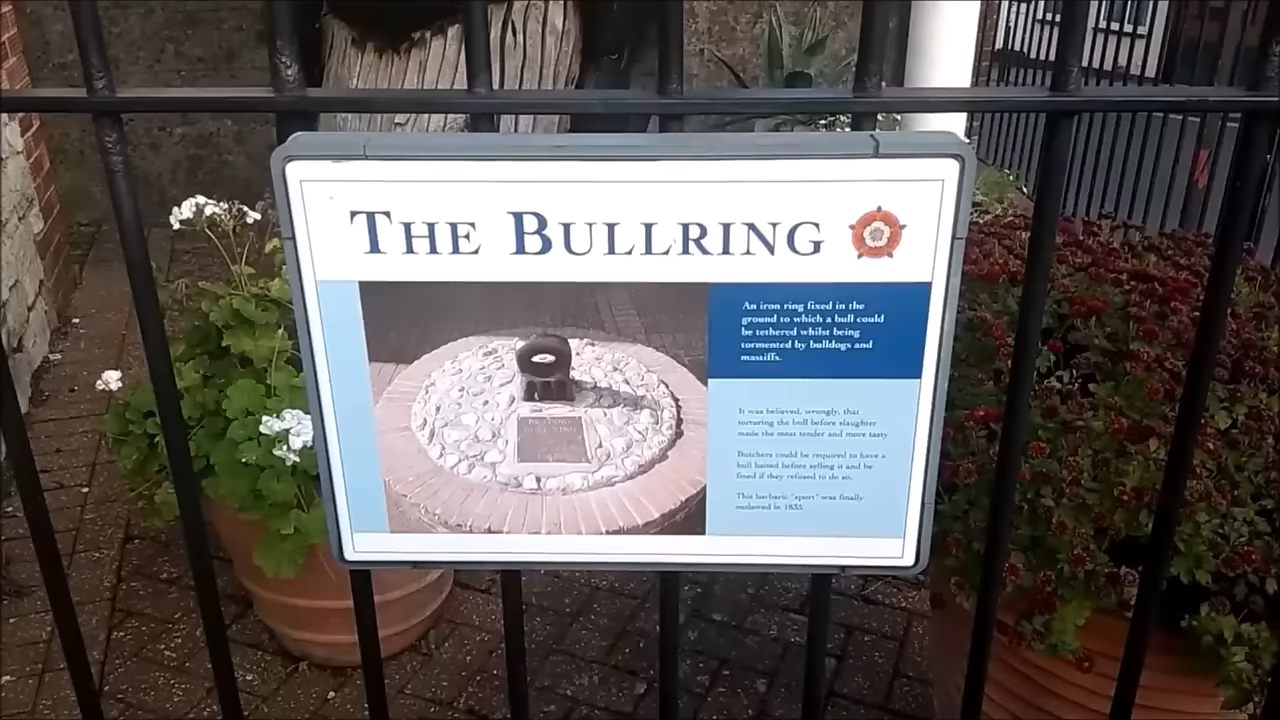 THE BULLRING
An iron ring fixed in the
ground to which a bull could
be tethered whilst being
tormented by bulldogs and
mastiffs.
It was believed, wrongly, that
torturing the bull before slaughter
made the meat tender and more tasty
Butchers could be required to have a
bull baited before selling it and be
fined if they refused to do so.
This barbaric "sport" was finally
outlawed in 1835.
BULL RING